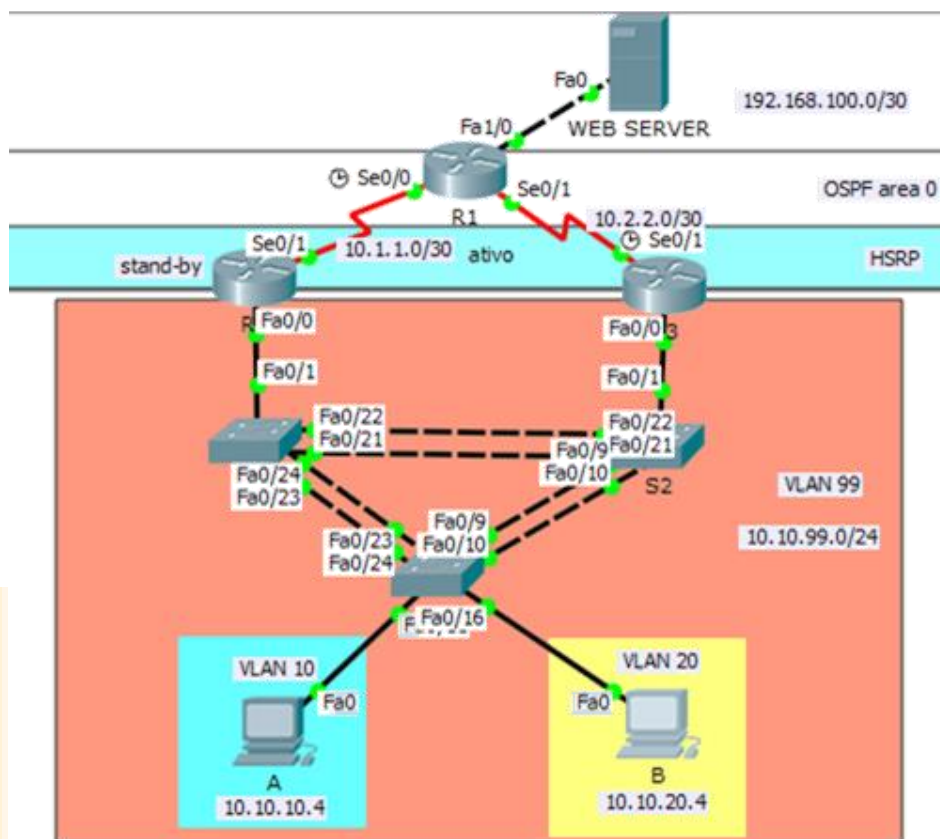 Fa0
192.168.100.0/30
WEB SERVER
Fa1/0
Se0/0
Se0/1
OSPF area 0
R1
10.2.2.0/30
Se0/1
10.1.1.0/30
ativo
Se0/1
stand-by
HSRP
Fa0/0
Fa0/0
3
Fa0/1
Fa0/1
Fa0/22
Fa0/21
Fa0/22
Fa0/21
Fa0/9
Fa0/10
S2
Fa0/24
Fa0/23
VLAN 99
10.10.99.0/24
Fa0/9
Fa0/10
Fa0/23
Fa0/24
Fa0/16
VLAN 10
VLAN 20
Fa0
Fa0
A
B
10.10.10.4
10.10.20.4